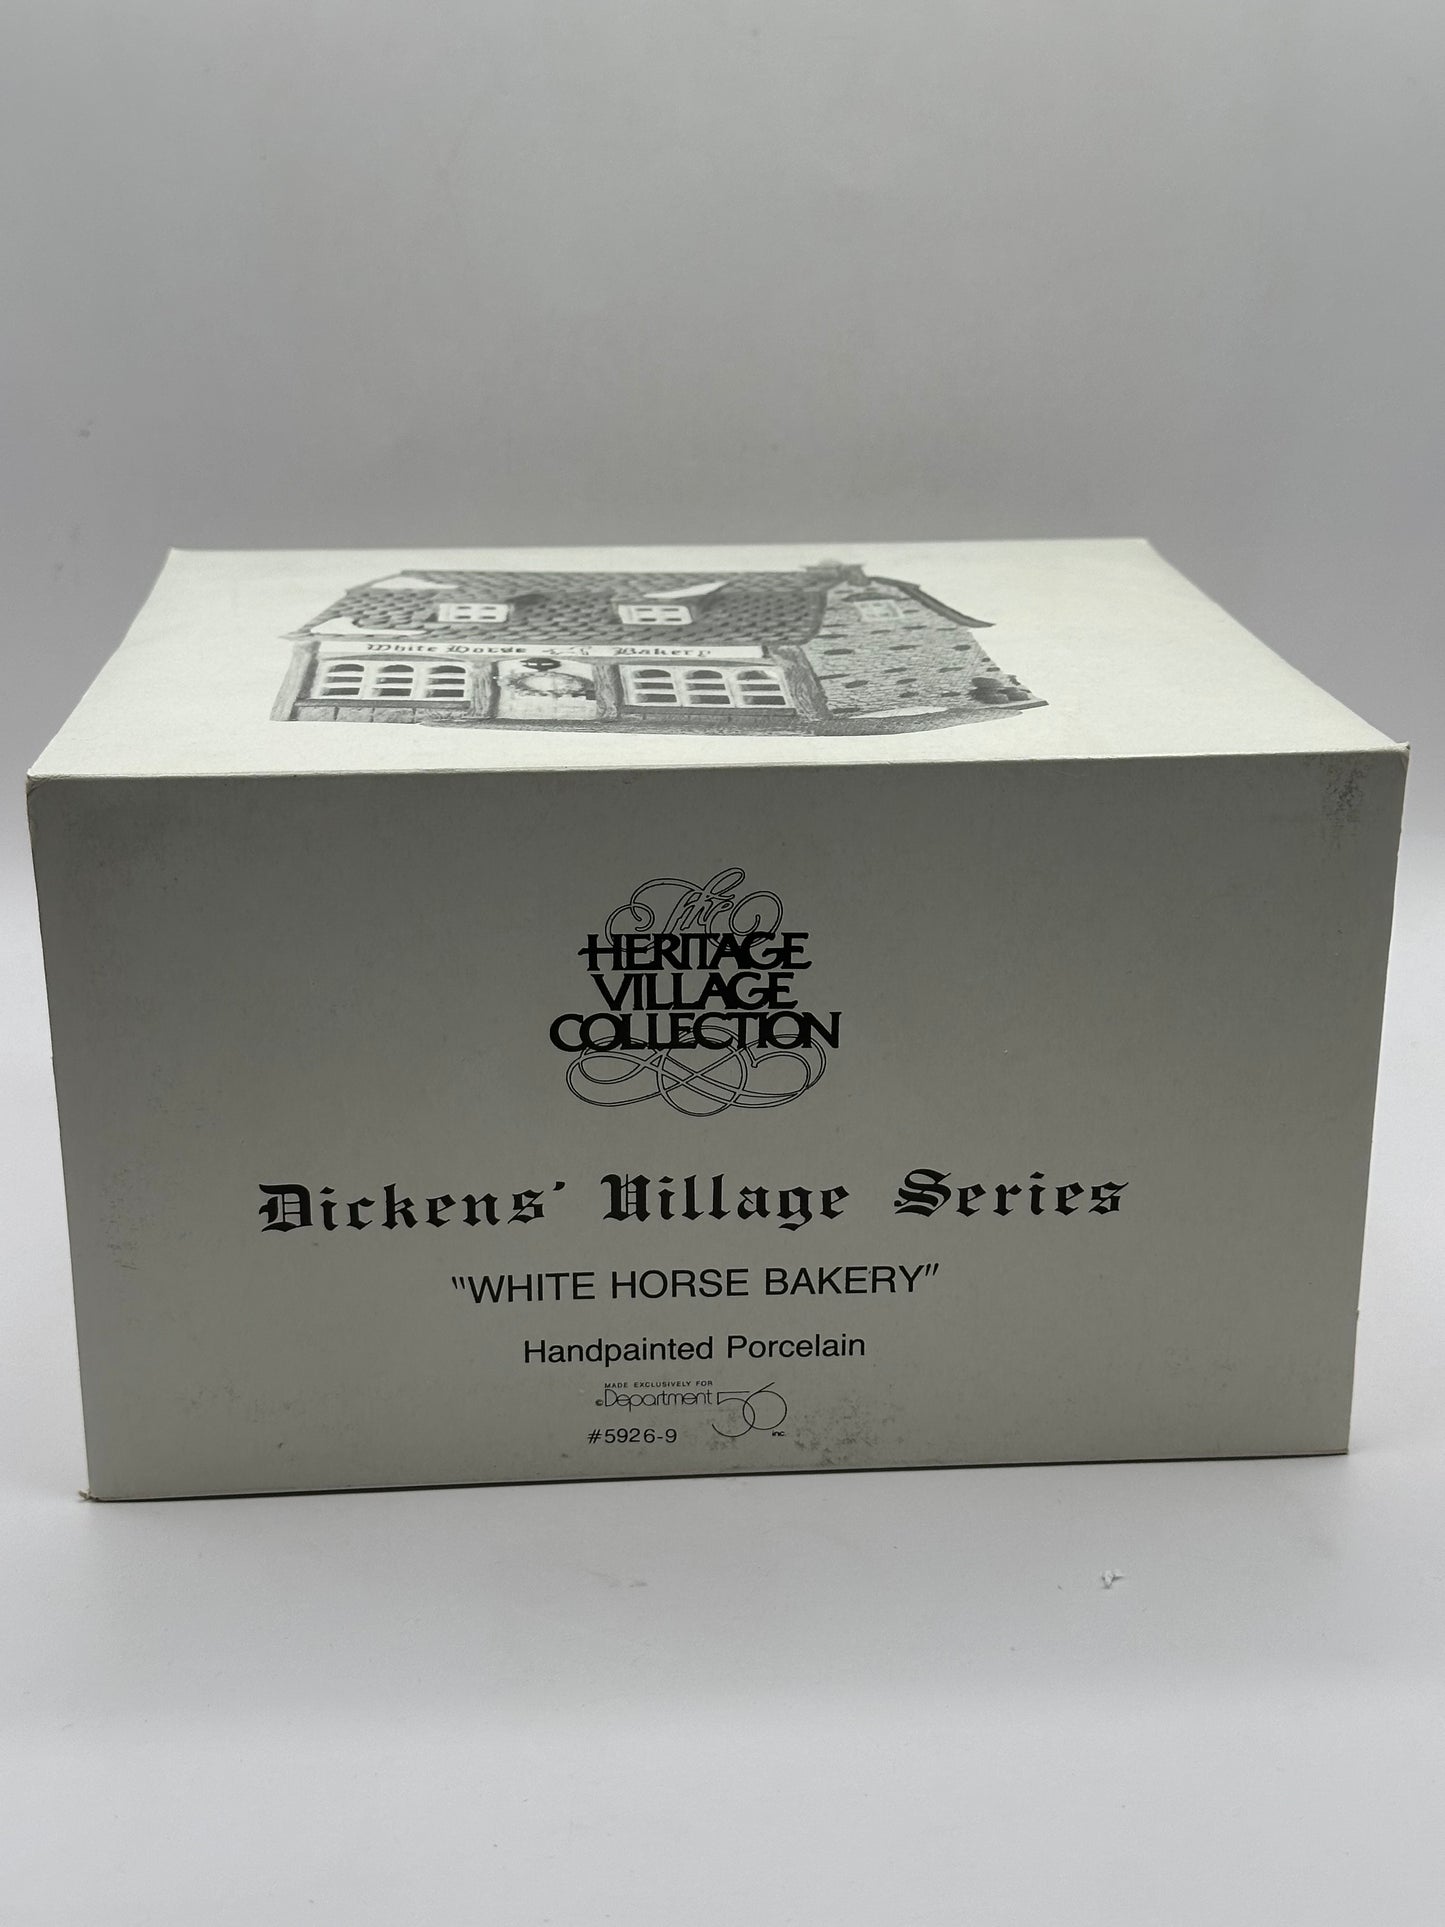 White Horse Bakery
The
HERITAGE
VILLAGE
COLLECTION
Dickens' Village Series
"WHITE HORSE BAKERY"
Handpainted Porcelain
MADE EXCLUSIVELY FOR
©Department 56 inc.
#5926-9